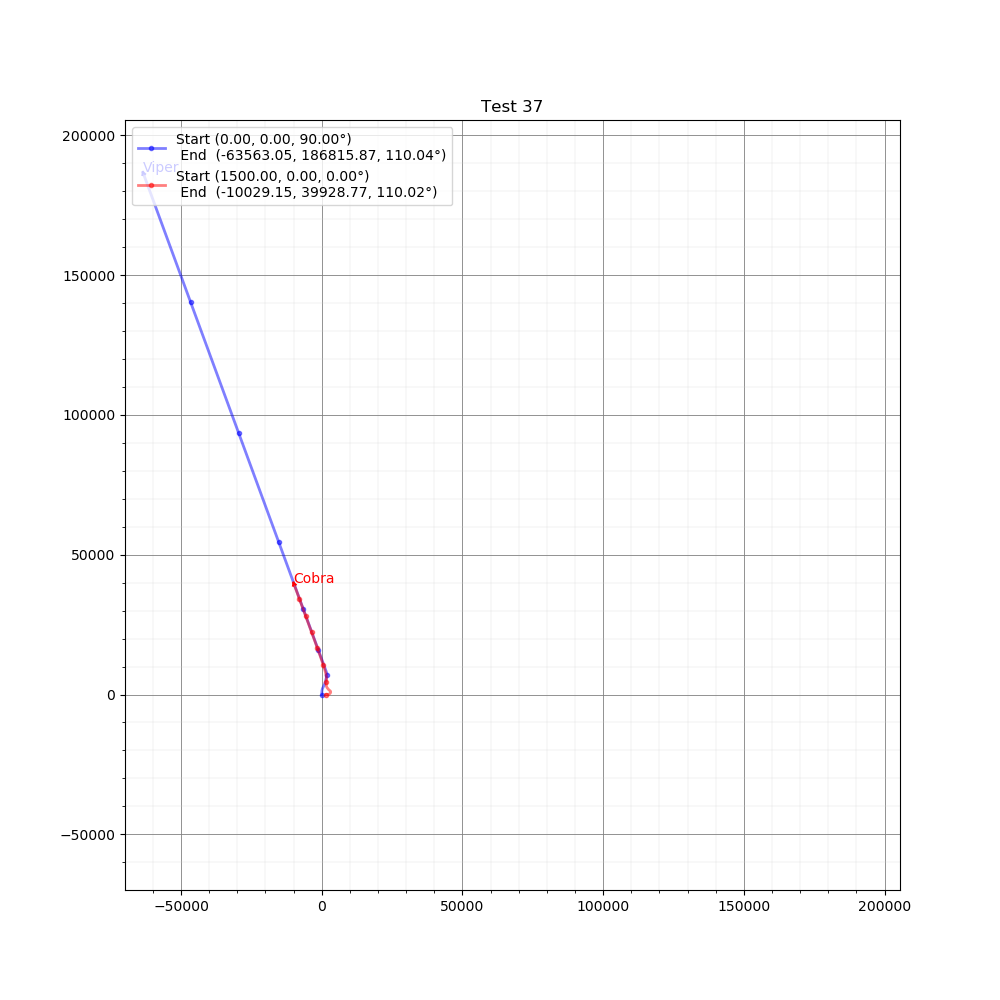 Test 37
200000
150000
100000
50000
0
−50000
Start (0.00, 0.00, 90.00°)
End (-63563.05, 186815.87, 110.04°)
Viper
Start (1500.00, 0.00, 0.00°)
End (-10029.15, 39928.77, 110.02°)
Cobra
−50000 0 50000 100000 150000 200000